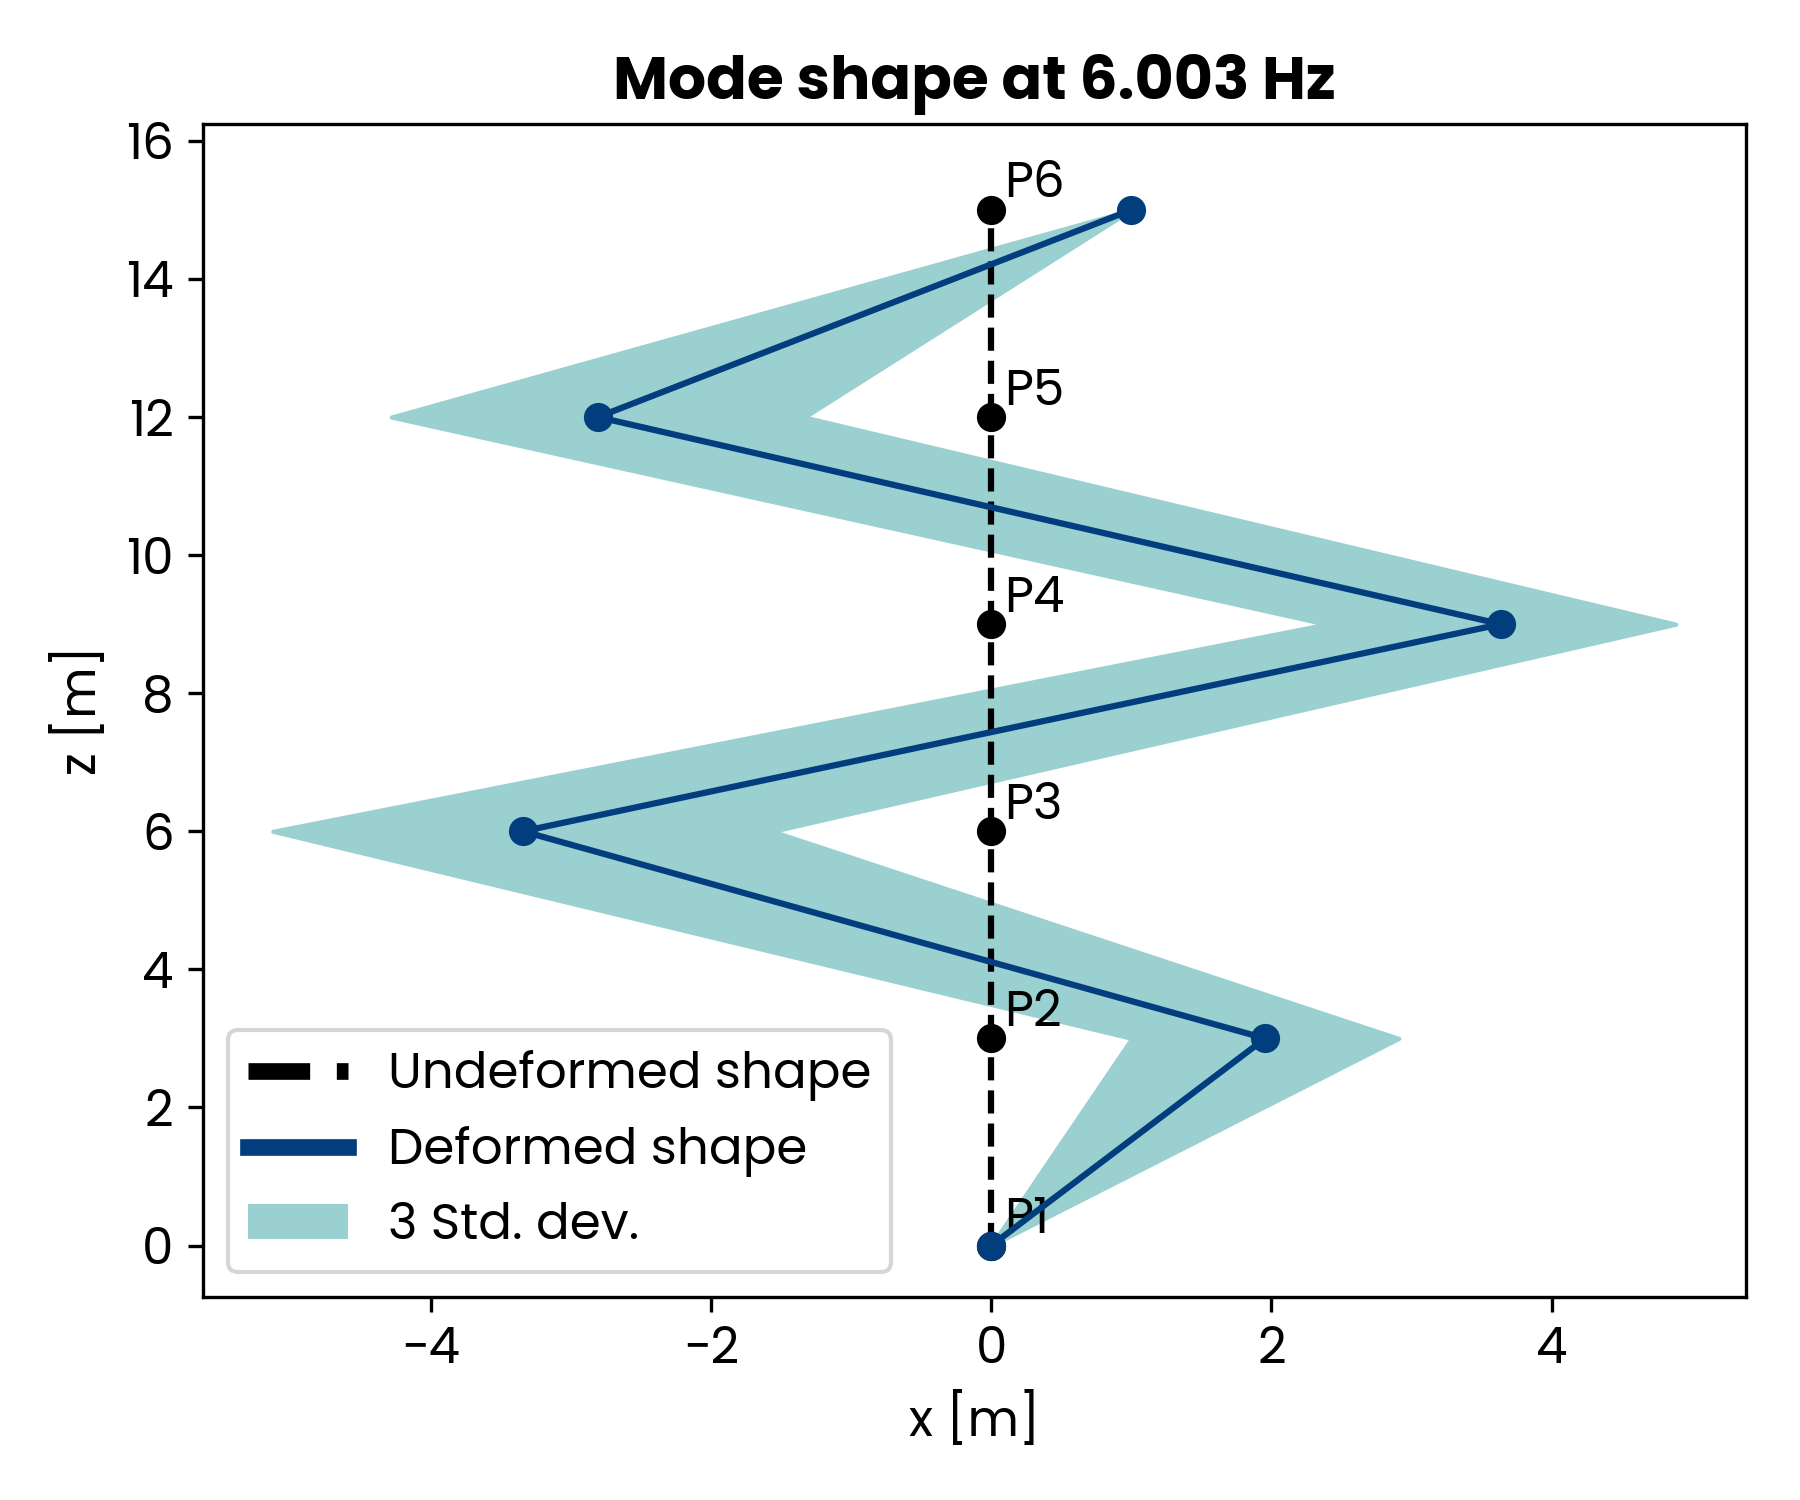 Mode shape at 6.003 Hz
16
14
12
10
8
6
4
2
0
z [m]
P6
P5
P4
P3
P2
P1
Undeformed shape
Deformed shape
3 Std. dev.
−4
−2
0
2
4
x [m]